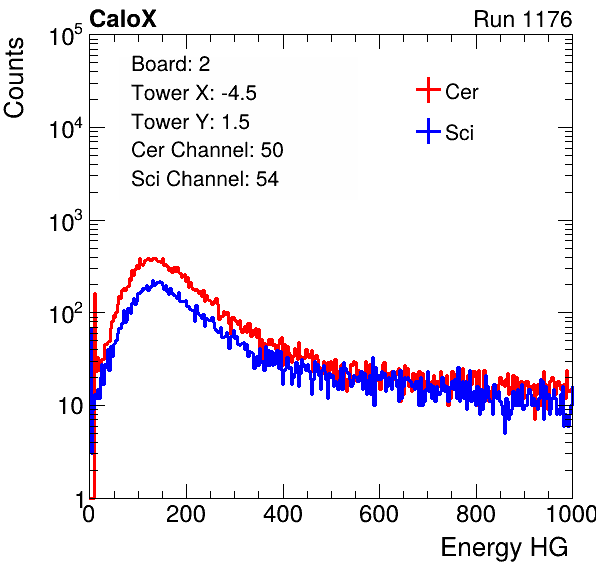 CaloX Run 1176
Counts
10^5
10^4
10^3
10^2
10
1
Board: 2
Tower X: -4.5
Tower Y: 1.5
Cer Channel: 50
Sci Channel: 54
Cer
Sci
0 200 400 600 800 1000
Energy HG